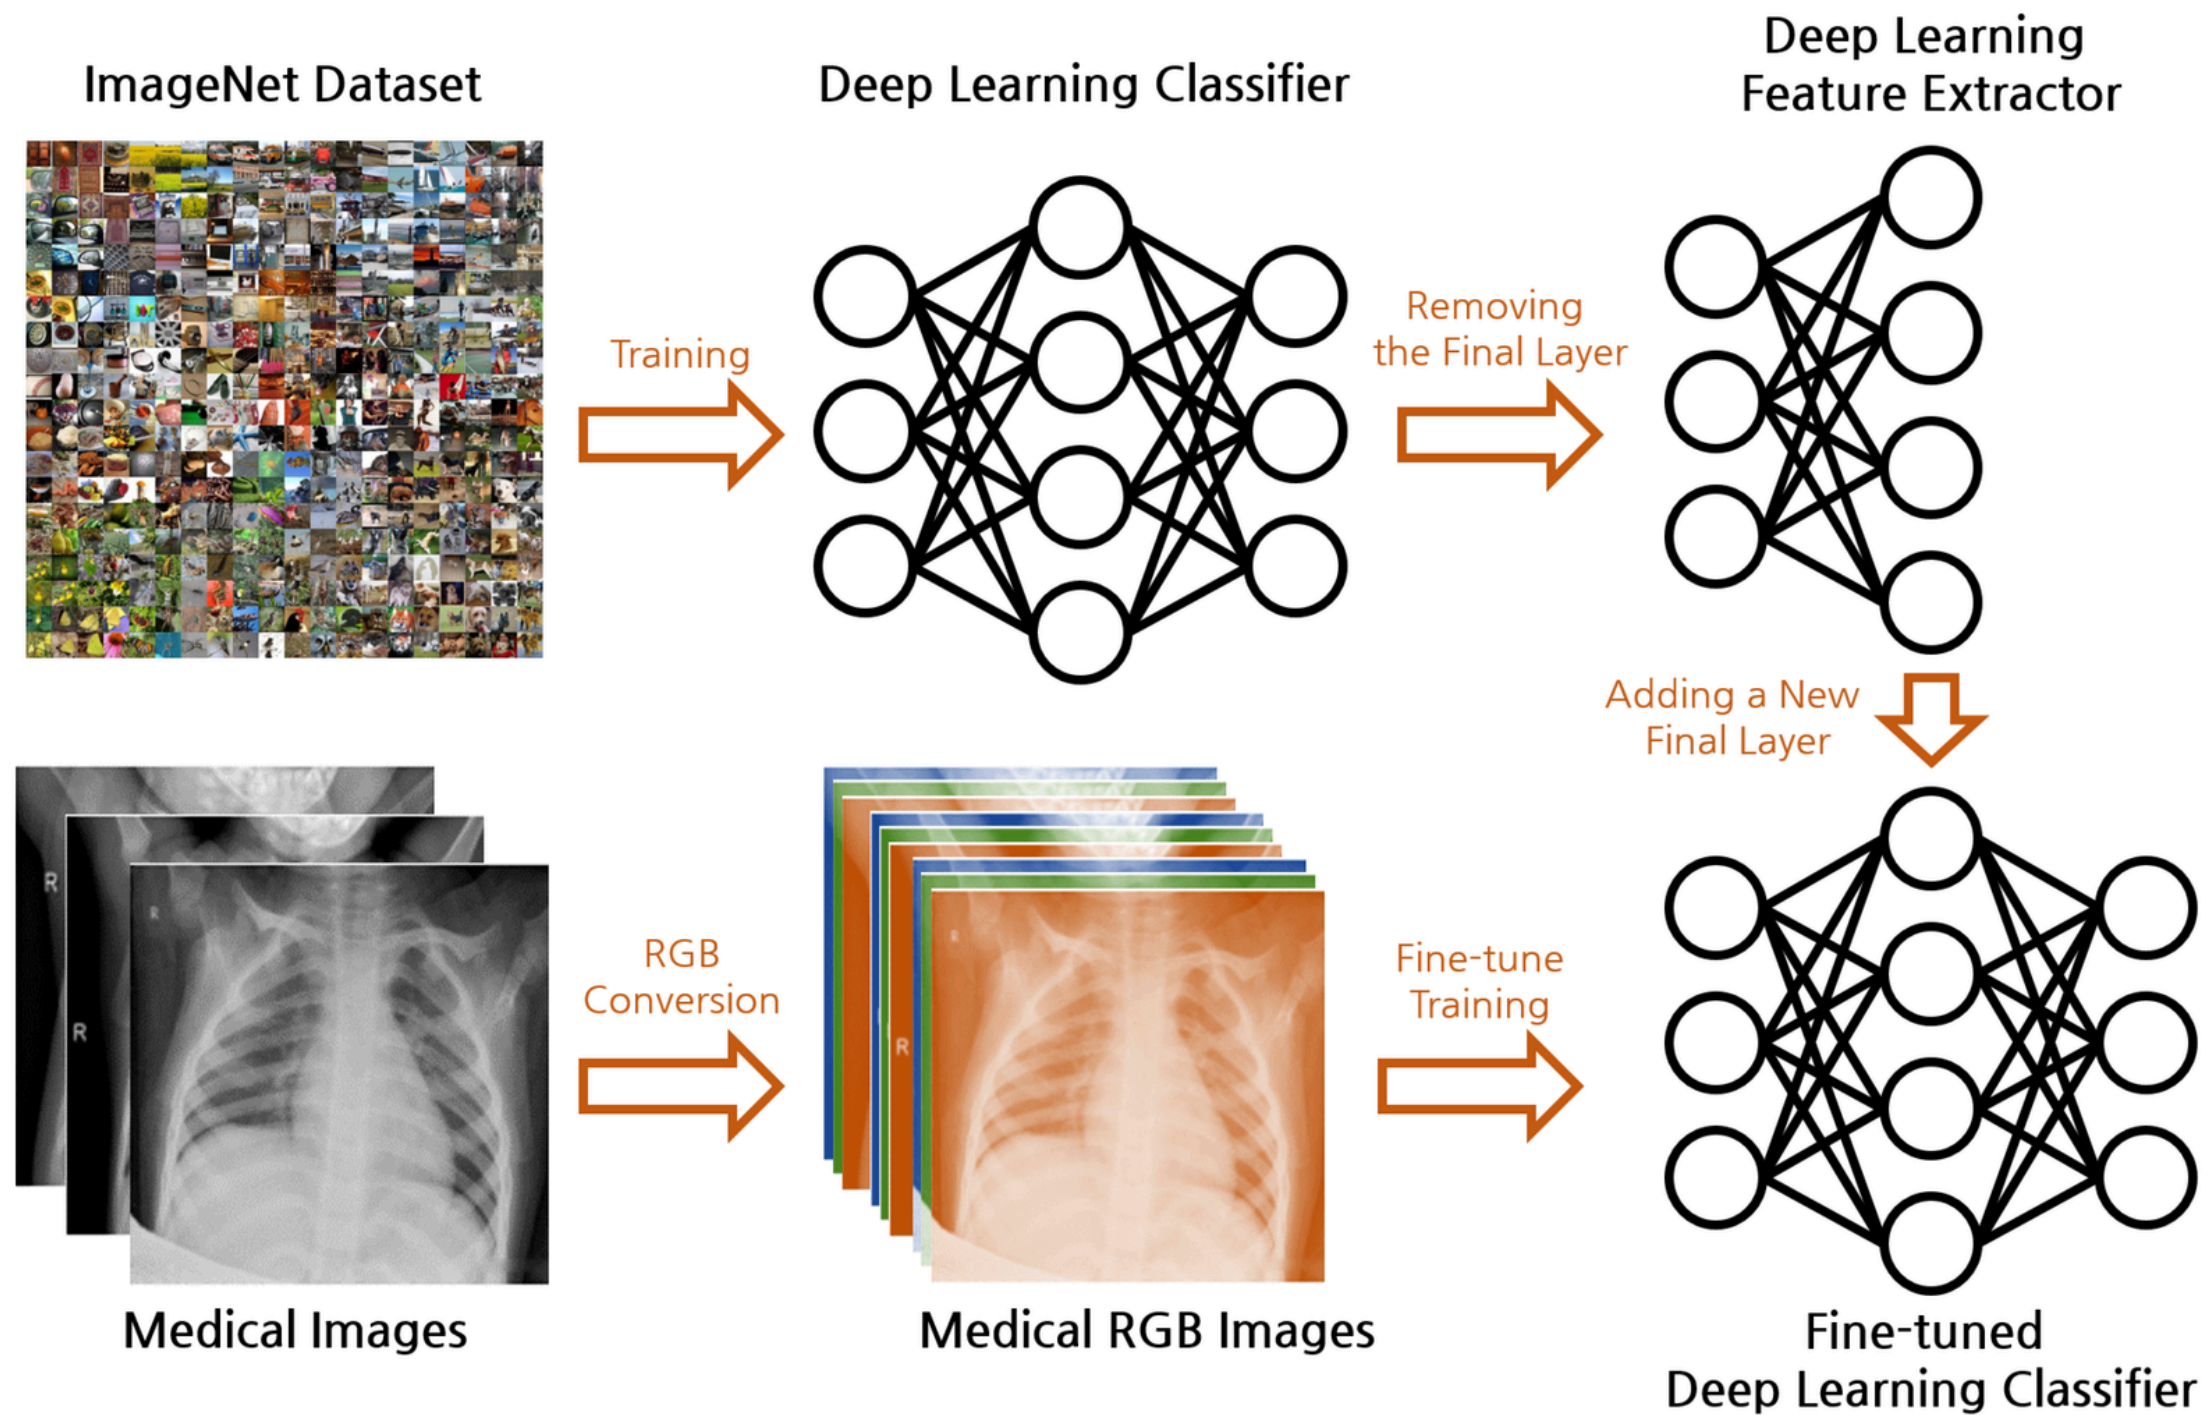 ImageNet Dataset
Deep Learning Classifier
Deep Learning
Feature Extractor
Training
Removing
the Final Layer
Adding a New
Final Layer
R
R
R
RGB
Conversion
R
R
Fine-tune
Training
Medical Images
Medical RGB Images
Fine-tuned
Deep Learning Classifier